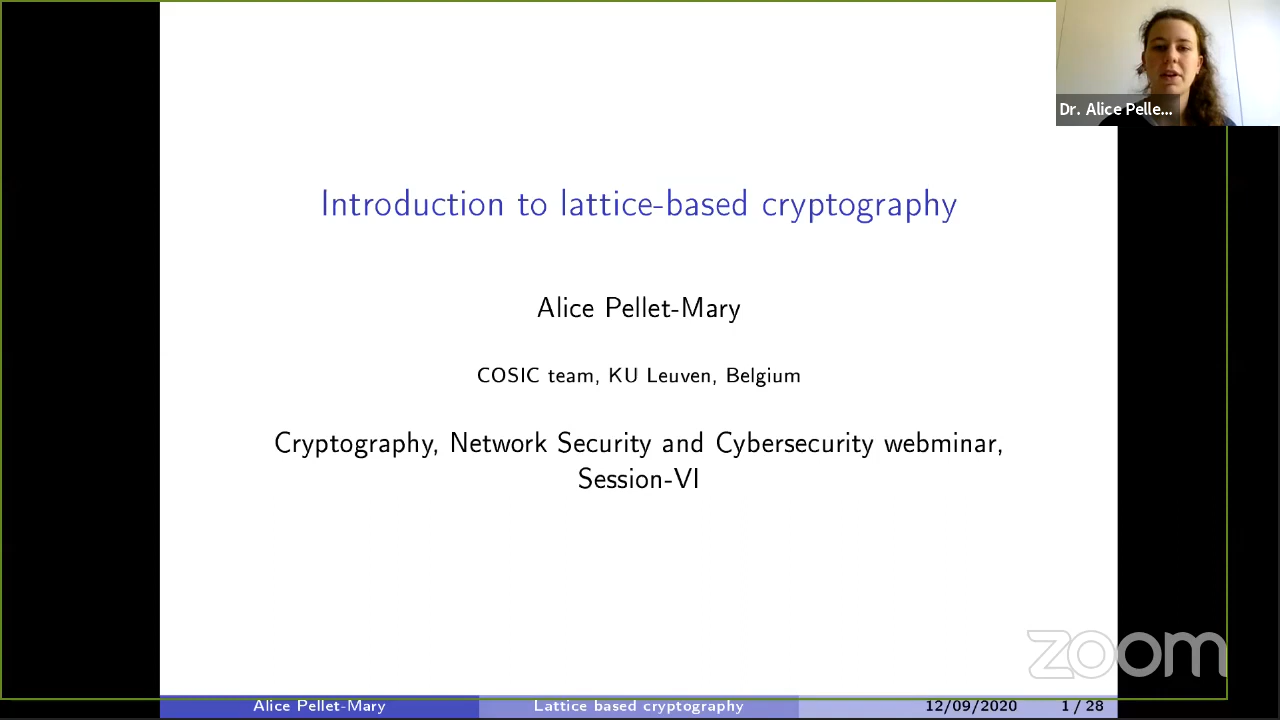 Dr. Alice Pelle...
Introduction to lattice-based cryptography
Alice Pellet-Mary
COSIC team, KU Leuven, Belgium
Cryptography, Network Security and Cybersecurity webminar,
Session-VI
zoom
Alice Pellet-Mary Lattice based cryptography 12/09/2020 1 / 28